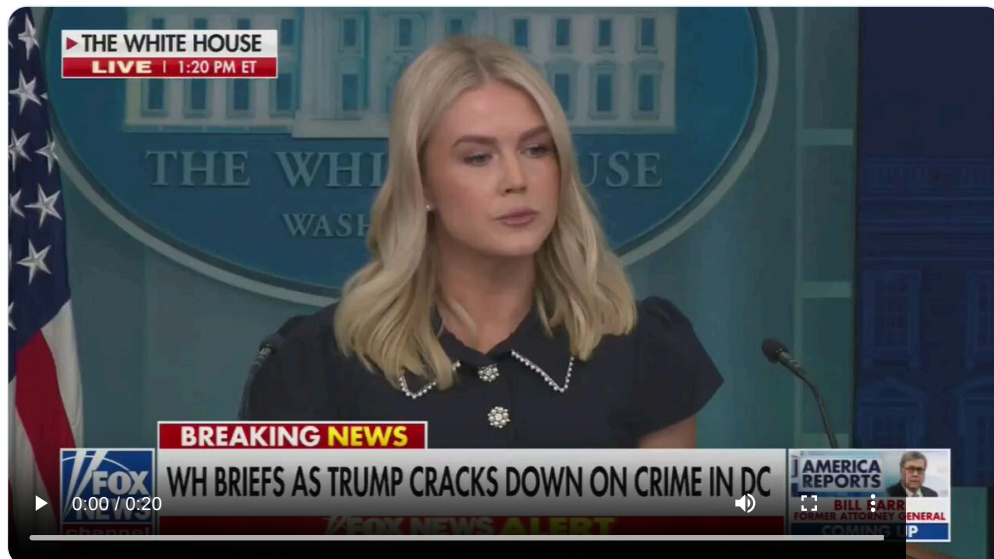 THE WHITE HOUSE
LIVE | 1:20 PM ET
THE WHI USE
WASH
BREAKING NEWS
WH BRIEFS AS TRUMP CRACKS DOWN ON CRIME IN DC
FOX
NEWS
channel
0:00 / 0:20
FOX NEWS ALERT
AMERICA
REPORTS
BILL BARR
FORMER ATTORNEY GENERAL
COMING UP